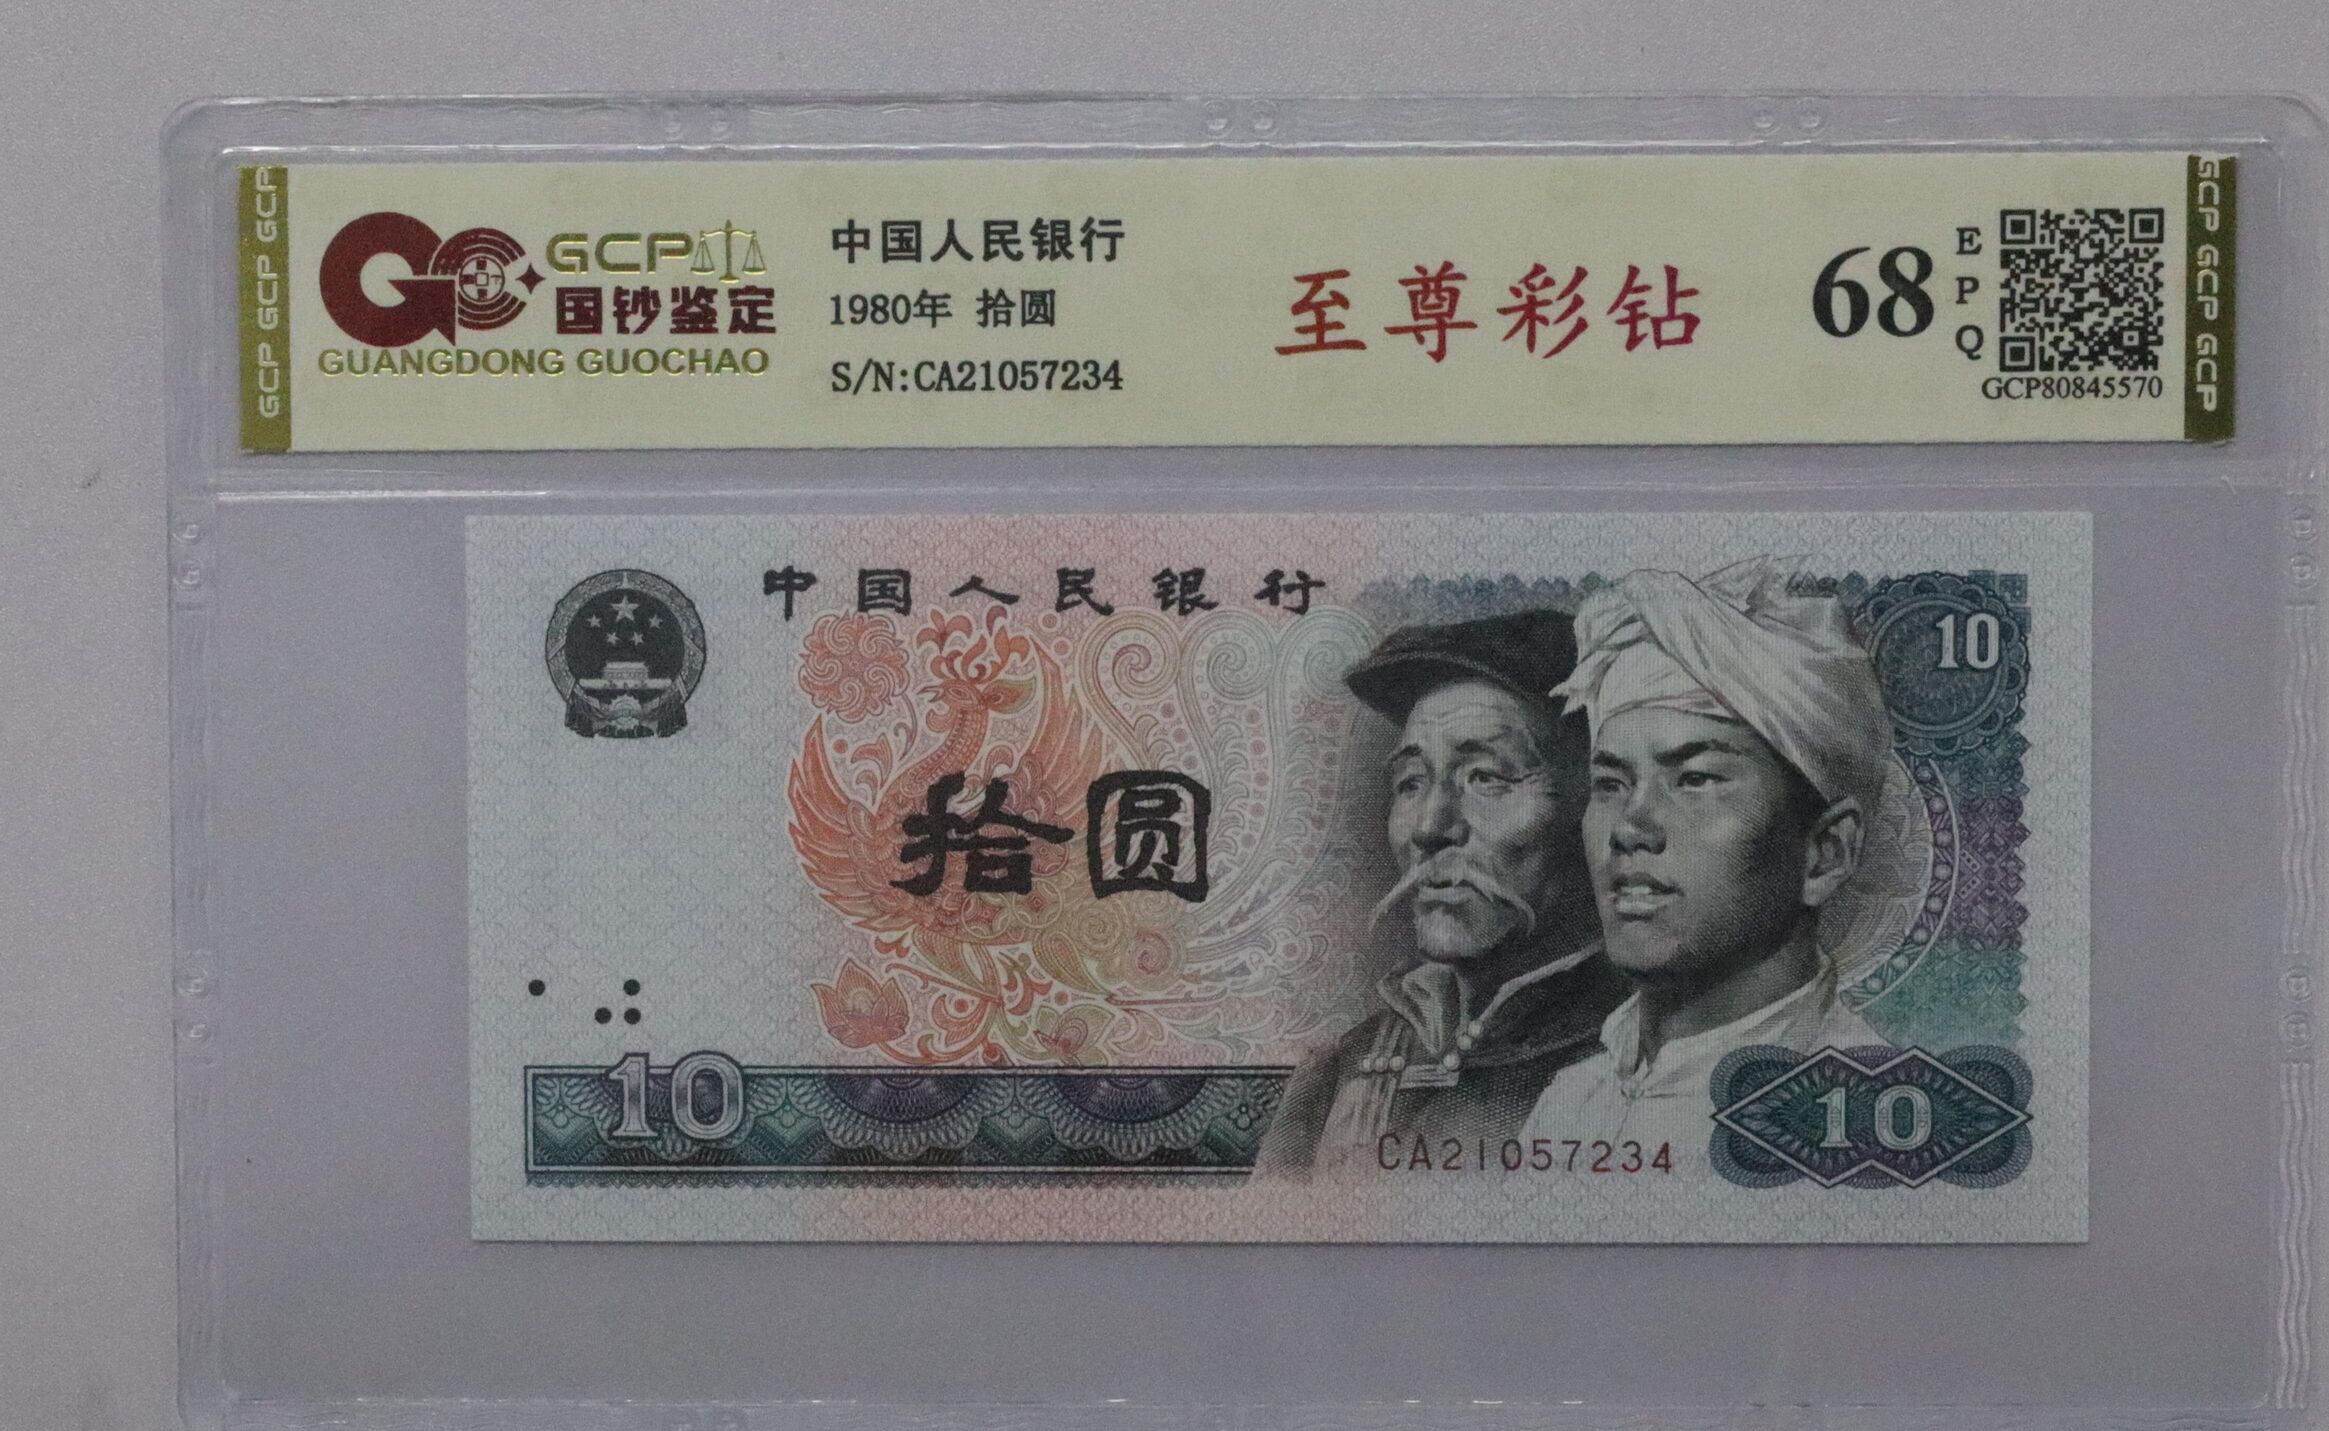 GCP GCP GCP
GCP
国钞鉴定
GUANGDONG GUOCHAO
中国人民银行
1980年 拾圆
S/N:CA21057234
至尊彩钻
68
EPQ
GCP80845570
GCP GCP GCP
中国人民银行
10
拾圆
10
CA21057234
10